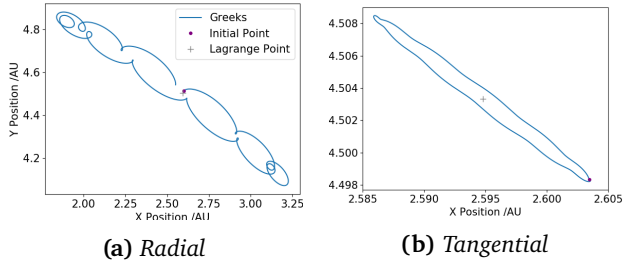 4.8
4.6
4.4
4.2
Y Position /AU
2.00 2.25 2.50 2.75 3.00 3.25
X Position /AU
Greeks
Initial Point
Lagrange Point
(a) Radial
4.508
4.506
4.504
4.502
4.500
4.498
2.585 2.590 2.595 2.600 2.605
X Position /AU
(b) Tangential